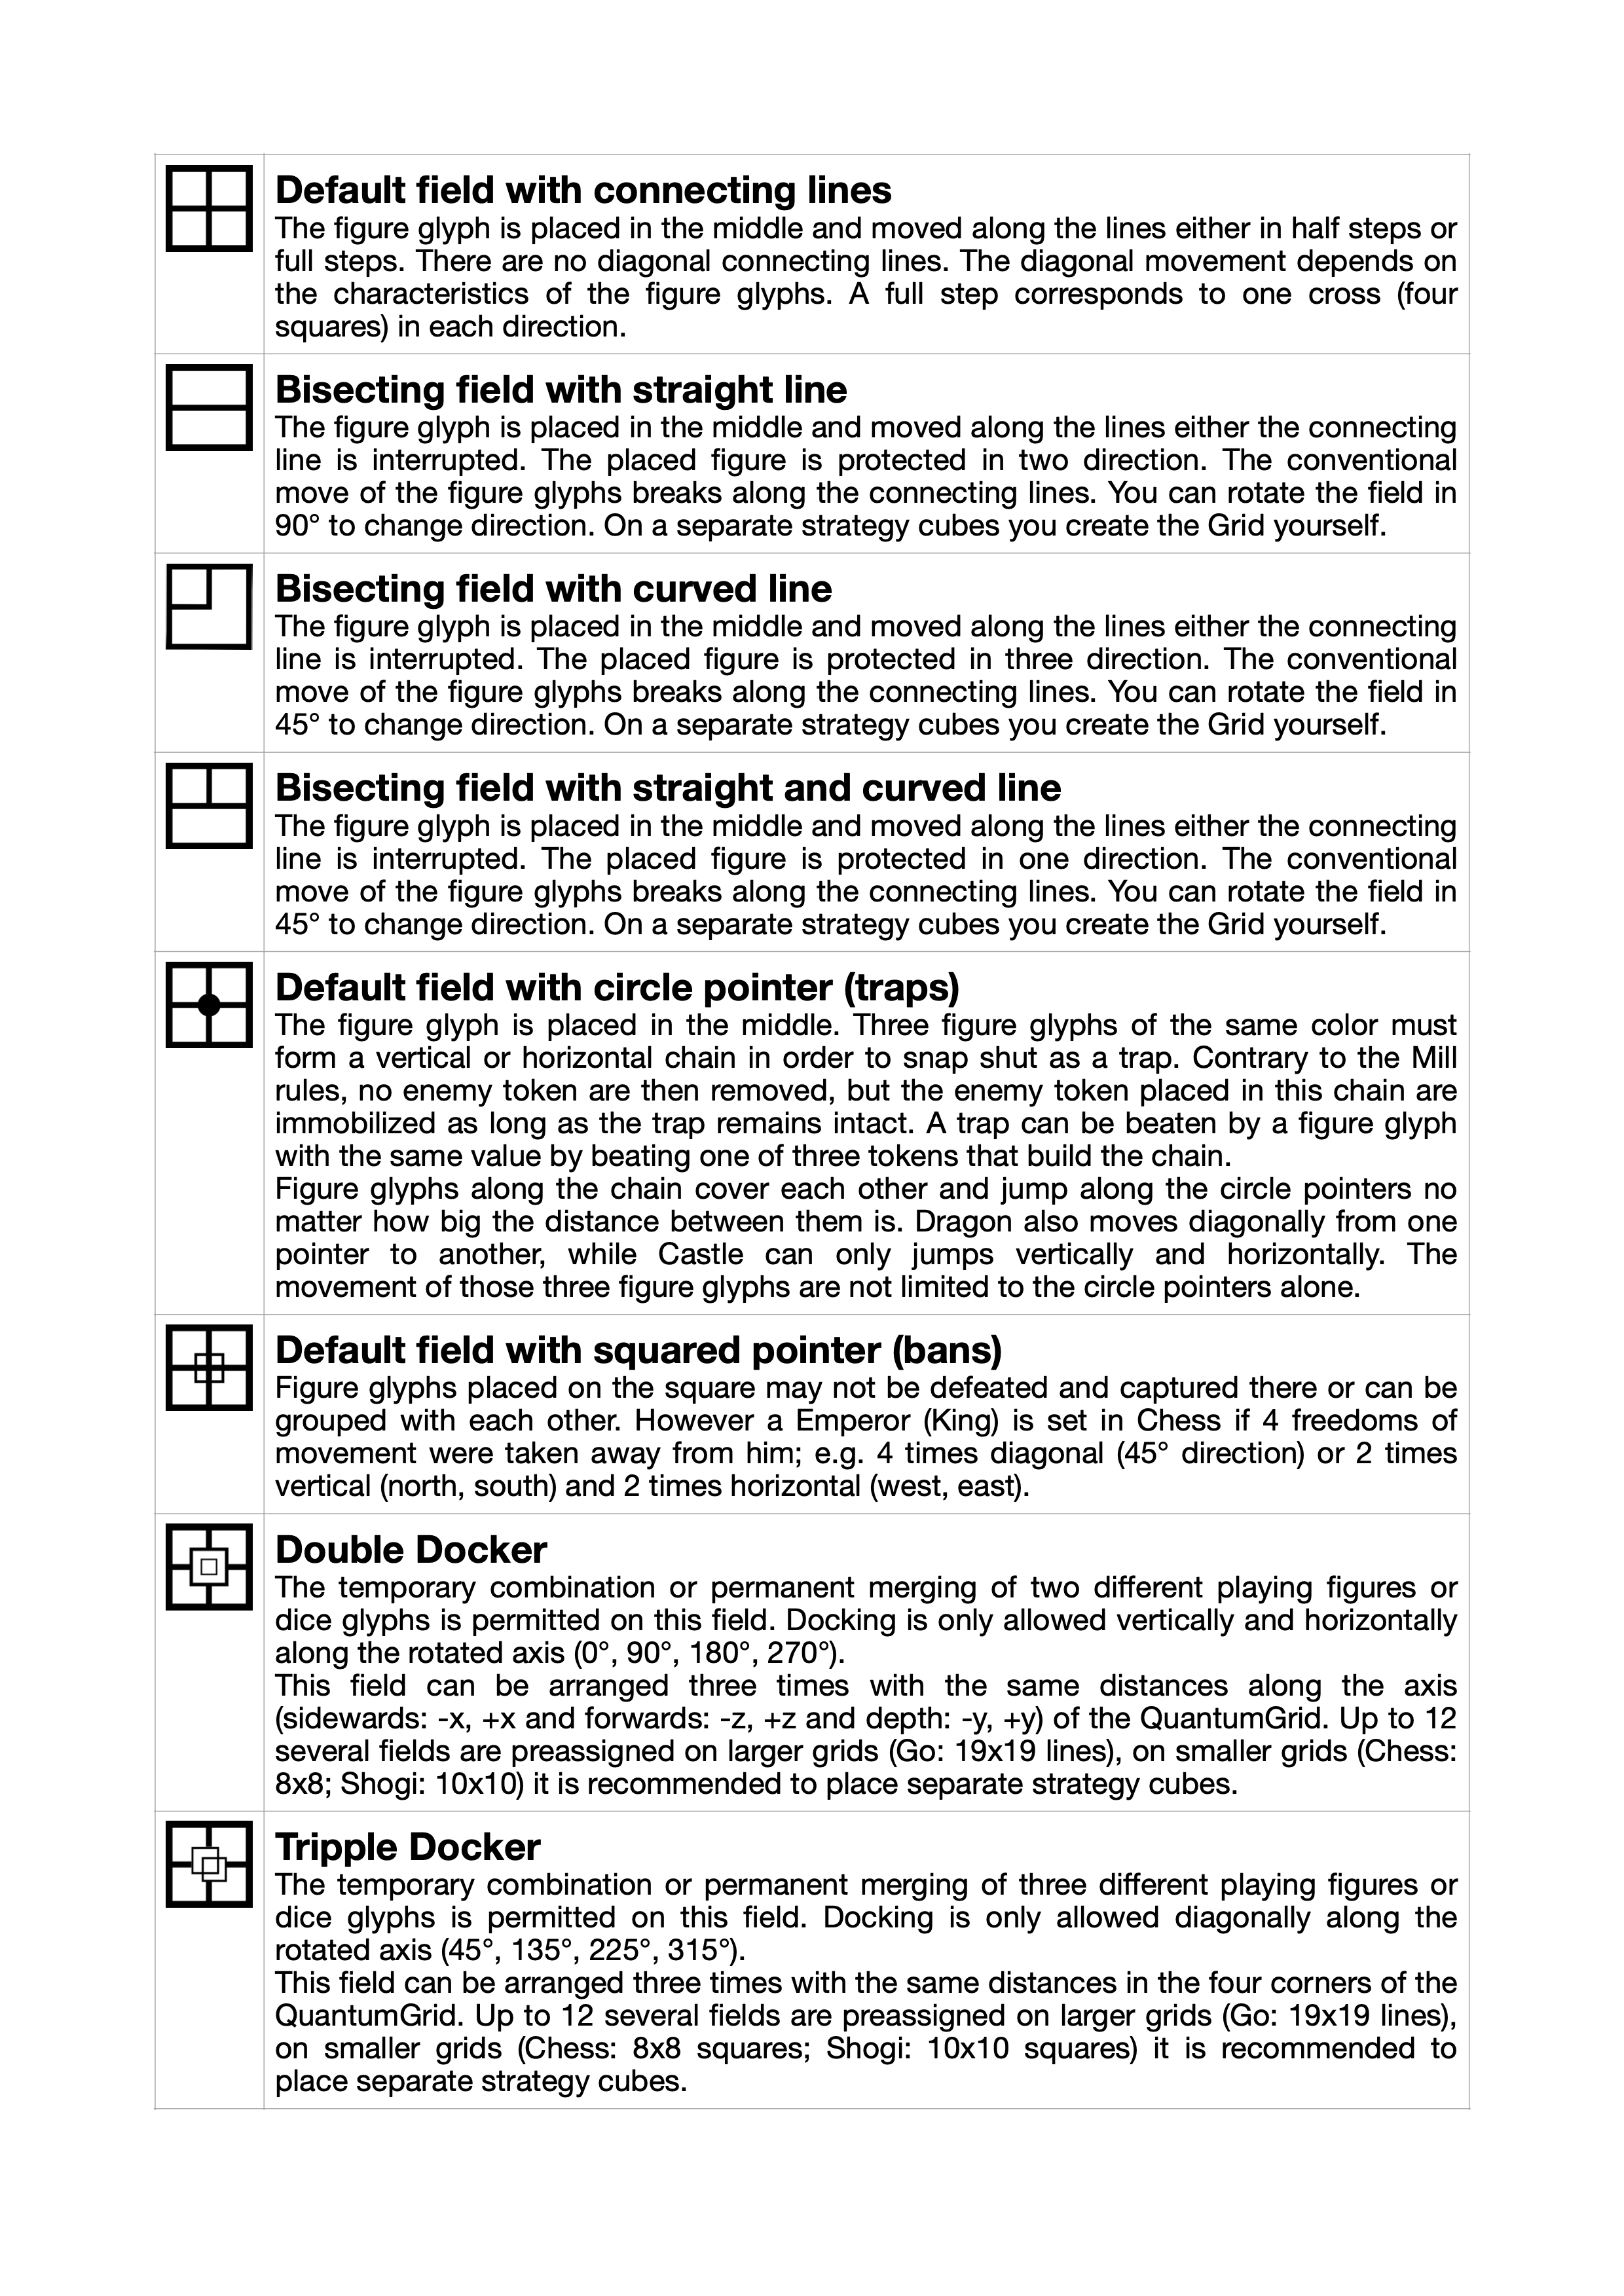 Default field with connecting lines
The figure glyph is placed in the middle and moved along the lines either in half steps or
full steps. There are no diagonal connecting lines. The diagonal movement depends on
the characteristics of the figure glyphs. A full step corresponds to one cross (four
squares) in each direction.
Bisecting field with straight line
The figure glyph is placed in the middle and moved along the lines either the connecting
line is interrupted. The placed figure is protected in two direction. The conventional
move of the figure glyphs breaks along the connecting lines. You can rotate the field in
90° to change direction. On a separate strategy cubes you create the Grid yourself.
Bisecting field with curved line
The figure glyph is placed in the middle and moved along the lines either the connecting
line is interrupted. The placed figure is protected in three direction. The conventional
move of the figure glyphs breaks along the connecting lines. You can rotate the field in
45° to change direction. On a separate strategy cubes you create the Grid yourself.
Bisecting field with straight and curved line
The figure glyph is placed in the middle and moved along the lines either the connecting
line is interrupted. The placed figure is protected in one direction. The conventional
move of the figure glyphs breaks along the connecting lines. You can rotate the field in
45° to change direction. On a separate strategy cubes you create the Grid yourself.
Default field with circle pointer (traps)
The figure glyph is placed in the middle. Three figure glyphs of the same color must
form a vertical or horizontal chain in order to snap shut as a trap. Contrary to the Mill
rules, no enemy token are then removed, but the enemy token placed in this chain are
immobilized as long as the trap remains intact. A trap can be beaten by a figure glyph
with the same value by beating one of three tokens that build the chain.
Figure glyphs along the chain cover each other and jump along the circle pointers no
matter how big the distance between them is. Dragon also moves diagonally from one
pointer to another, while Castle can only jumps vertically and horizontally. The
movement of those three figure glyphs are not limited to the circle pointers alone.
Default field with squared pointer (bans)
Figure glyphs placed on the square may not be defeated and captured there or can be
grouped with each other. However a Emperor (King) is set in Chess if 4 freedoms of
movement were taken away from him; e.g. 4 times diagonal (45° direction) or 2 times
vertical (north, south) and 2 times horizontal (west, east).
Double Docker
The temporary combination or permanent merging of two different playing figures or
dice glyphs is permitted on this field. Docking is only allowed vertically and horizontally
along the rotated axis (0°, 90°, 180°, 270°).
This field can be arranged three times with the same distances along the axis
(sidewards: -x, +x and forwards: -z, +z and depth: -y, +y) of the QuantumGrid. Up to 12
several fields are preassigned on larger grids (Go: 19x19 lines), on smaller grids (Chess:
8x8; Shogi: 10x10) it is recommended to place separate strategy cubes.
Tripple Docker
The temporary combination or permanent merging of three different playing figures or
dice glyphs is permitted on this field. Docking is only allowed diagonally along the
rotated axis (45°, 135°, 225°, 315°).
This field can be arranged three times with the same distances in the four corners of the
QuantumGrid. Up to 12 several fields are preassigned on larger grids (Go: 19x19 lines),
on smaller grids (Chess: 8x8 squares; Shogi: 10x10 squares) it is recommended to
place separate strategy cubes.